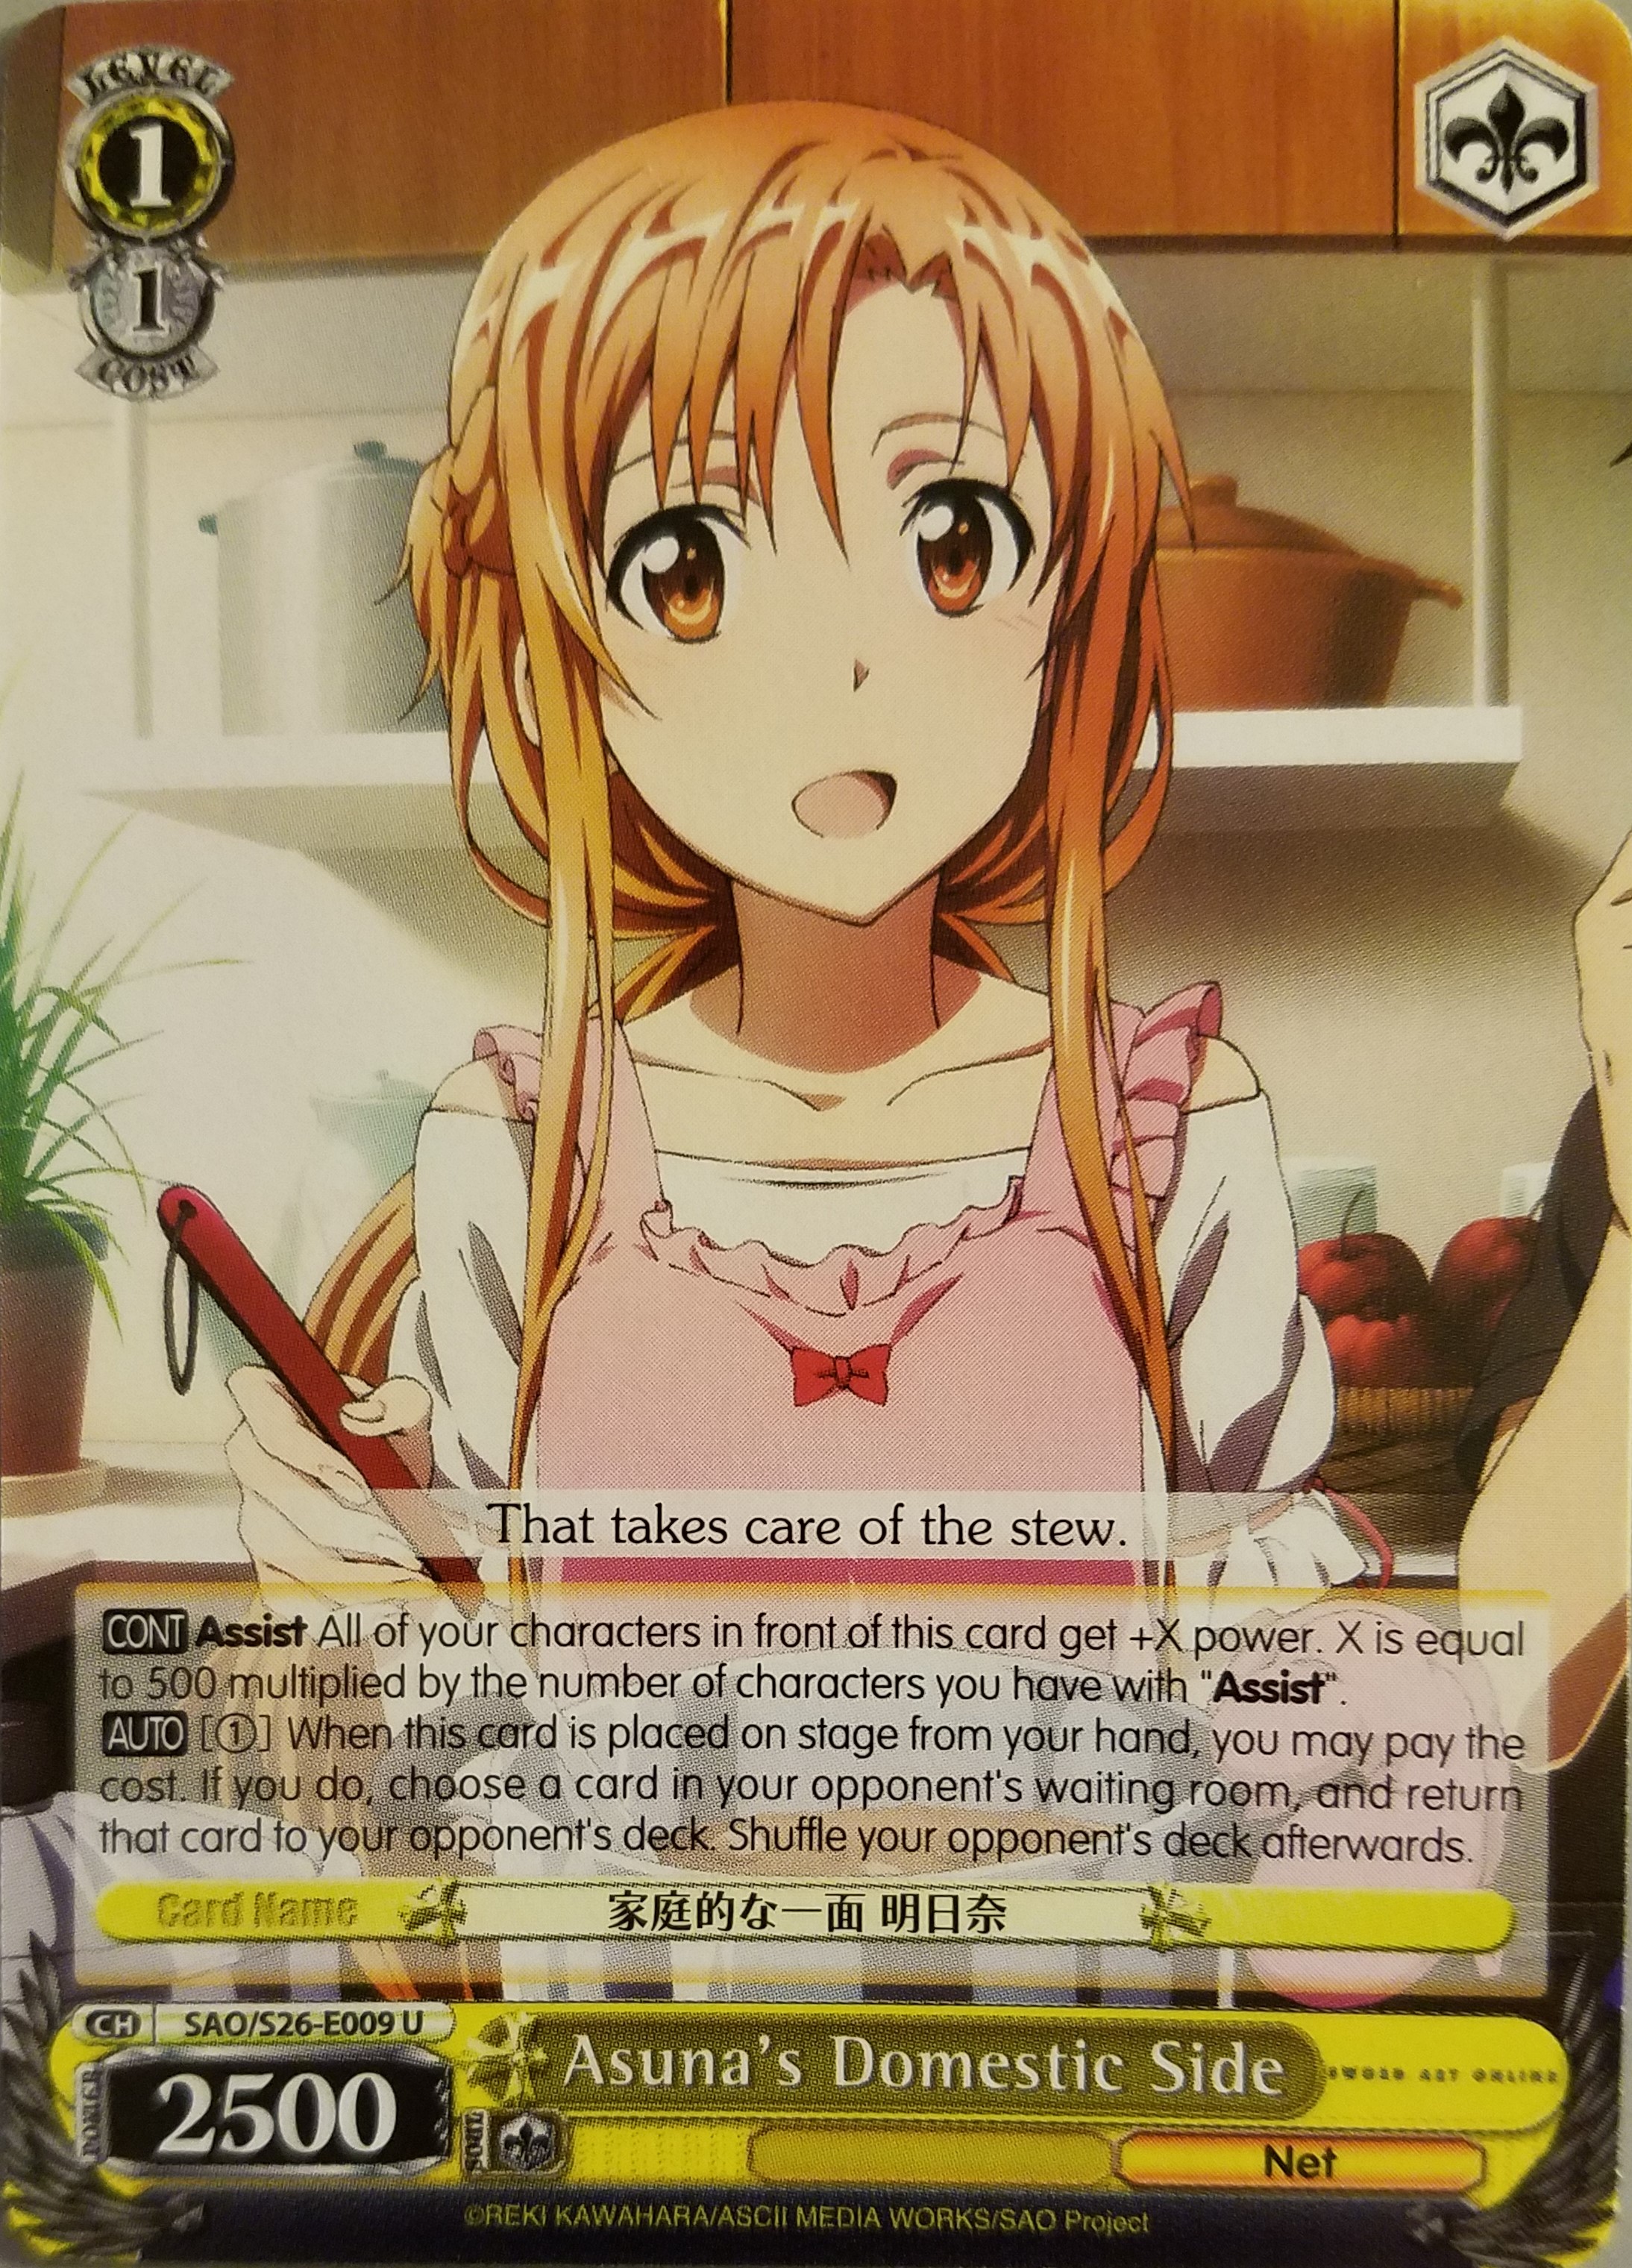 LEVEL
1
1
COST
That takes care of the stew.
CONT Assist All of your characters in front of this card get +X power. X is equal
to 500 multiplied by the number of characters you have with "Assist".
AUTO [①] When this card is placed on stage from your hand, you may pay the
cost. If you do, choose a card in your opponent's waiting room, and return
that card to your opponent's deck. Shuffle your opponent's deck afterwards.
Card Name 家庭的な一面 明日奈
CH SAO/S26-E009 U
Asuna's Domestic Side
SWORD ART ONLINE
POWER 2500
SOUL
Net
©REKI KAWAHARA/ASCII MEDIA WORKS/SAO Project